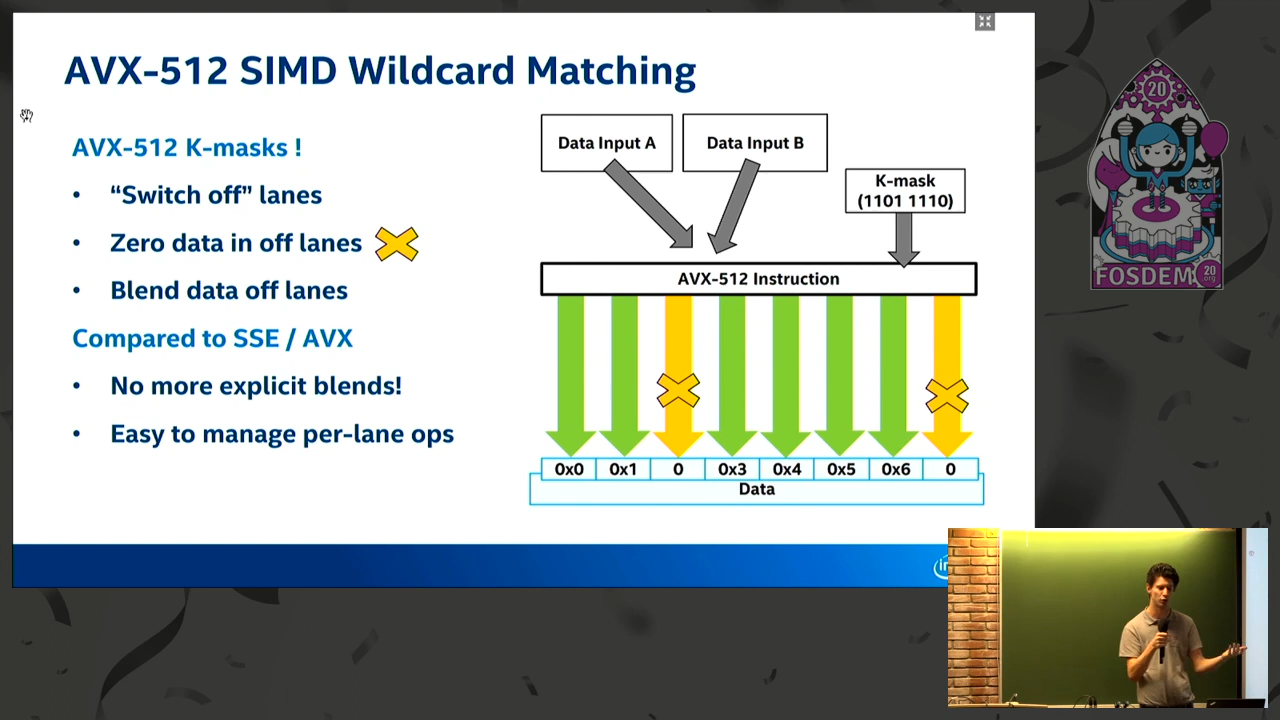 AVX-512 SIMD Wildcard Matching
AVX-512 K-masks !
• “Switch off” lanes
• Zero data in off lanes
• Blend data off lanes
Compared to SSE / AVX
• No more explicit blends!
• Easy to manage per-lane ops
Data Input A
Data Input B
K-mask
(1101 1110)
AVX-512 Instruction
0x0 0x1 0 0x3 0x4 0x5 0x6 0
Data
20
FOSDEM
20
.org